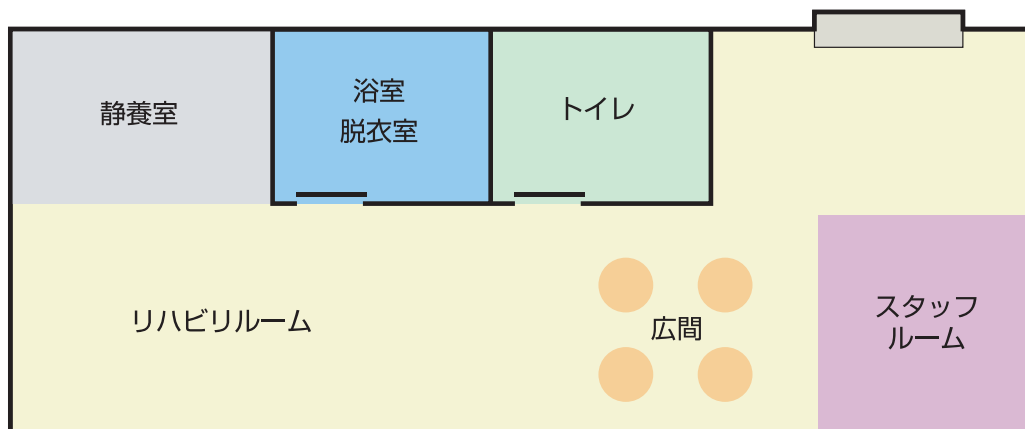 静養室
浴室
脱衣室
トイレ
リハビリルーム
広間
スタッフ
ルーム